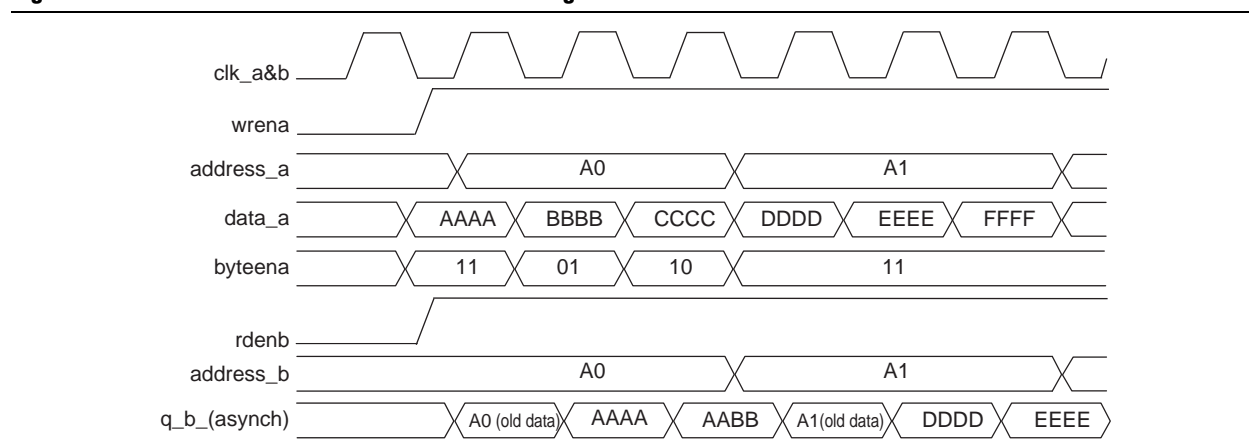 clk_a&b
wrena
address_a A0 A1
data_a AAAA BBBB CCCC DDDD EEEE FFFF
byteena 11 01 10 11
rdenb
address_b A0 A1
q_b_(asynch) A0 (old data) AAAA AABB A1(old data) DDDD EEEE